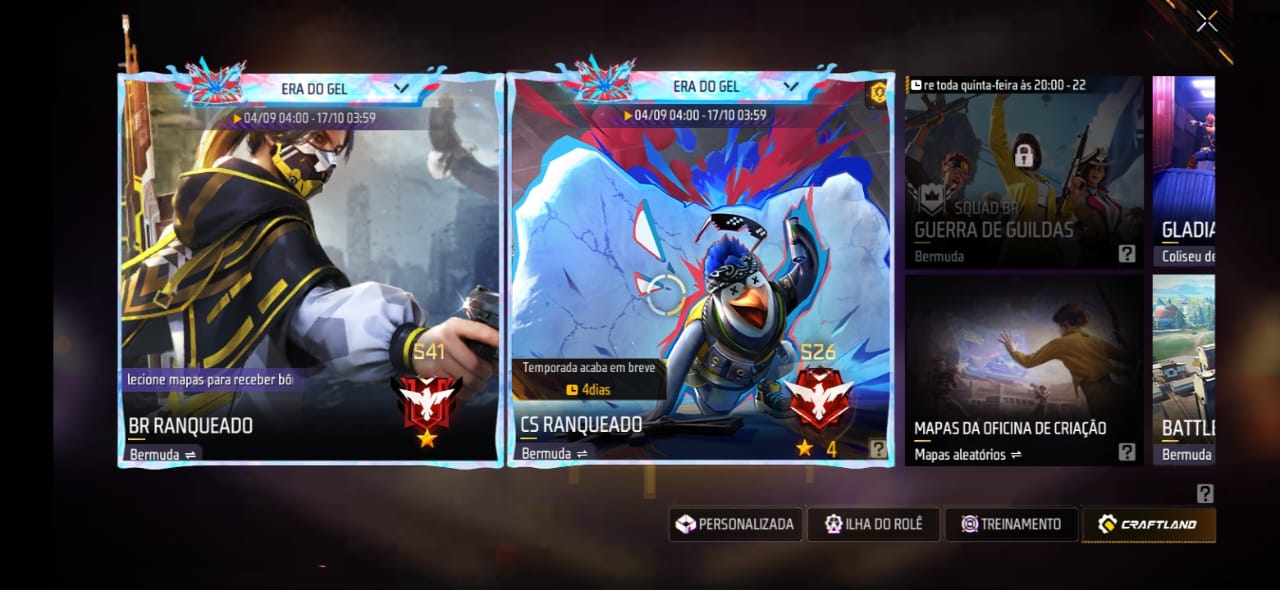 ERA DO GEL
04/09 04:00 - 17/10 03:59
S41
lecione mapas para receber bô
BR RANQUEADO
Bermuda
ERA DO GEL
04/09 04:00 - 17/10 03:59
S26
Temporada acaba em breve
4dias
CS RANQUEADO
4
Bermuda
?
re toda quinta-feira às 20:00 - 22
SQUAD BR
GUERRA DE GUILDAS
Bermuda
?
MAPAS DA OFICINA DE CRIAÇÃO
Mapas aleatórios
?
GLADIA
Coliseu de
BATTLE
Bermuda
?
PERSONALIZADA
ILHA DO ROLÊ
TREINAMENTO
CRAFTLAND